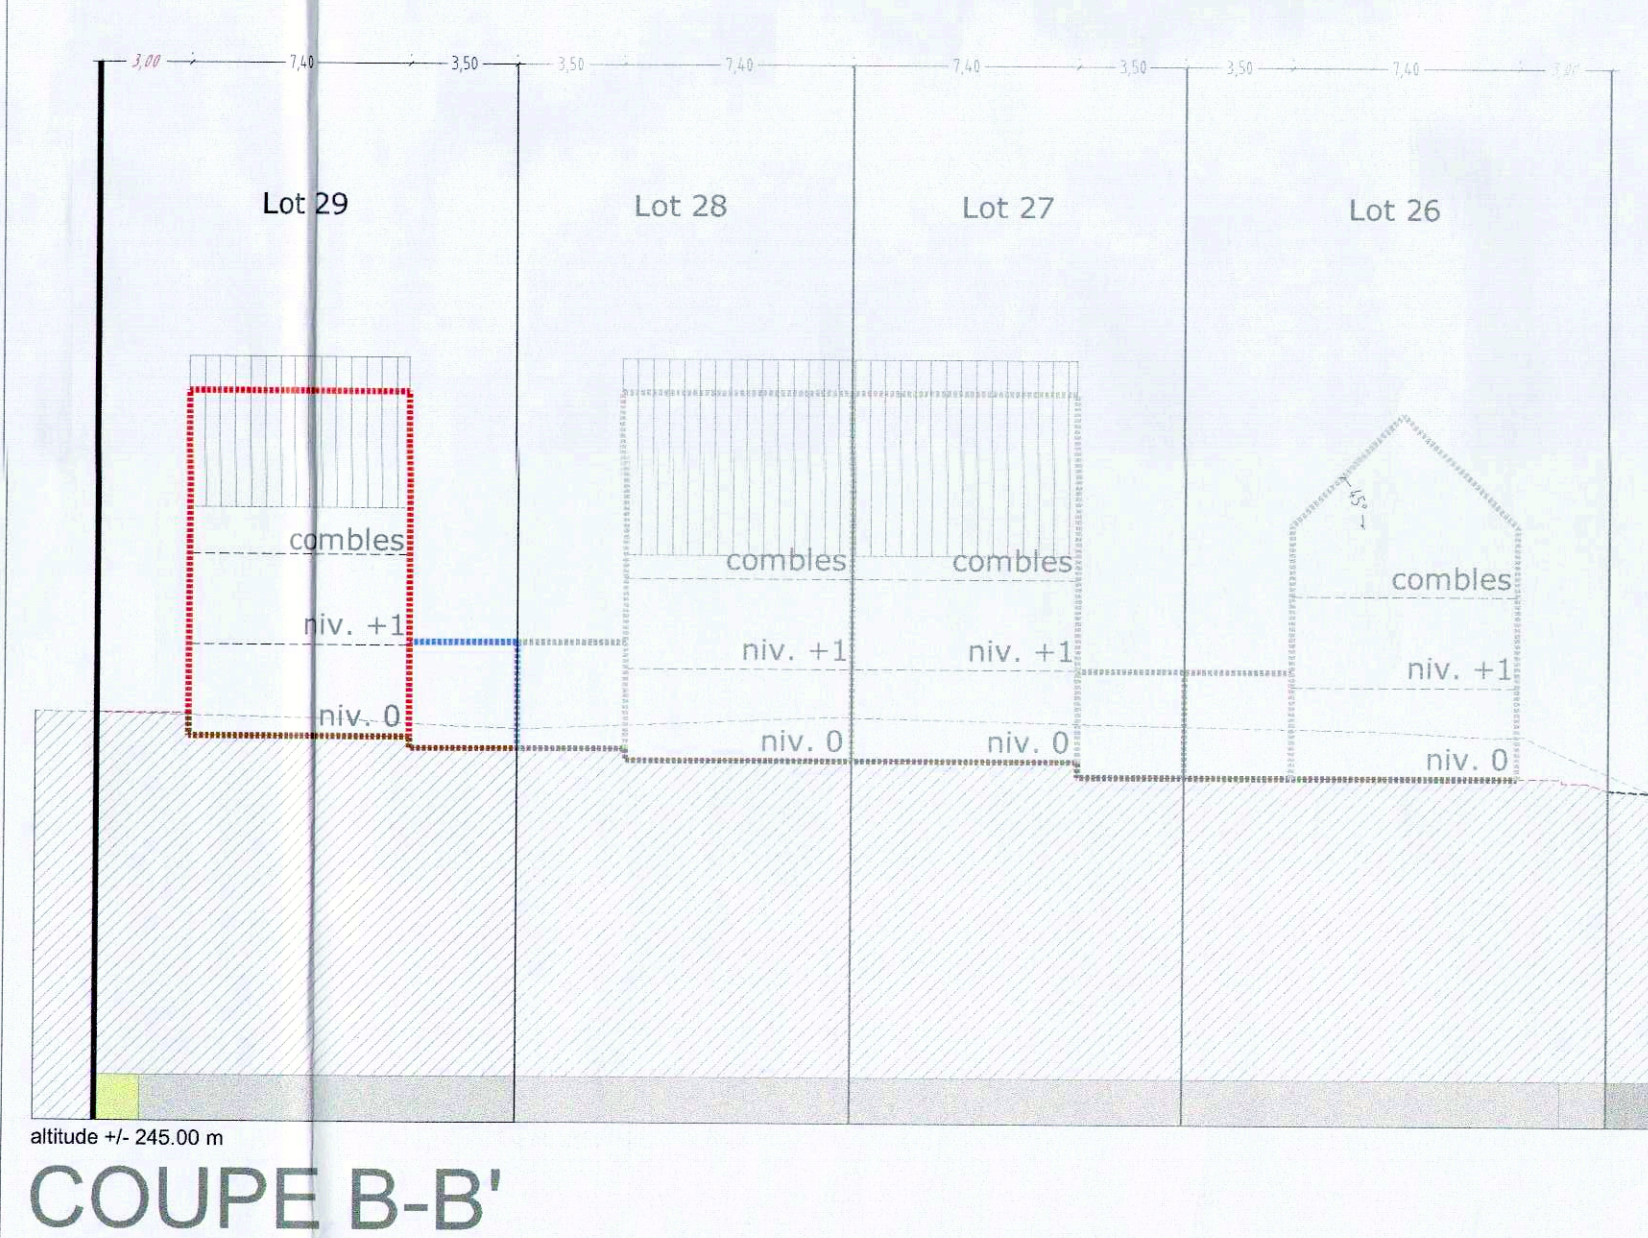 3,00 7,40 3,50 3,50 7,40 7,40 3,50 3,50 7,40 3,00
Lot 29 Lot 28 Lot 27 Lot 26
45°
combles combles combles combles
niv. +1 niv. +1 niv. +1 niv. +1
niv. 0 niv. 0 niv. 0 niv. 0
altitude +/- 245.00 m
COUPE B-B'